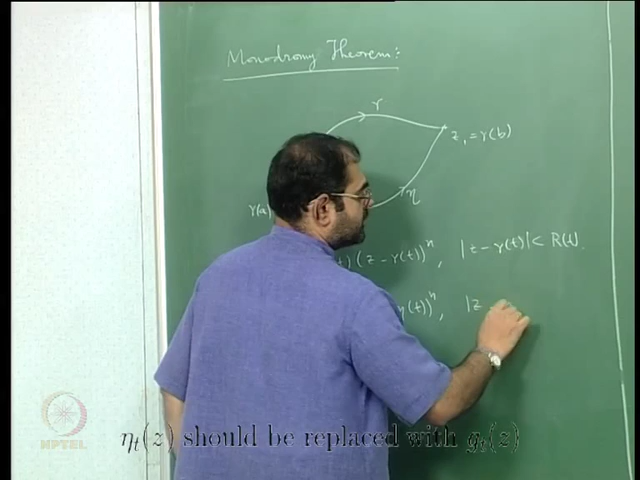 Monodromy Theorem:
γ
z₁ = γ(b)
γ(a)
η
t) (z - γ(t))ⁿ, |z - γ(t)| < R(t).
η(t))ⁿ, |z
ηₜ(z) should be replaced with gₜ(z)
NPTEL